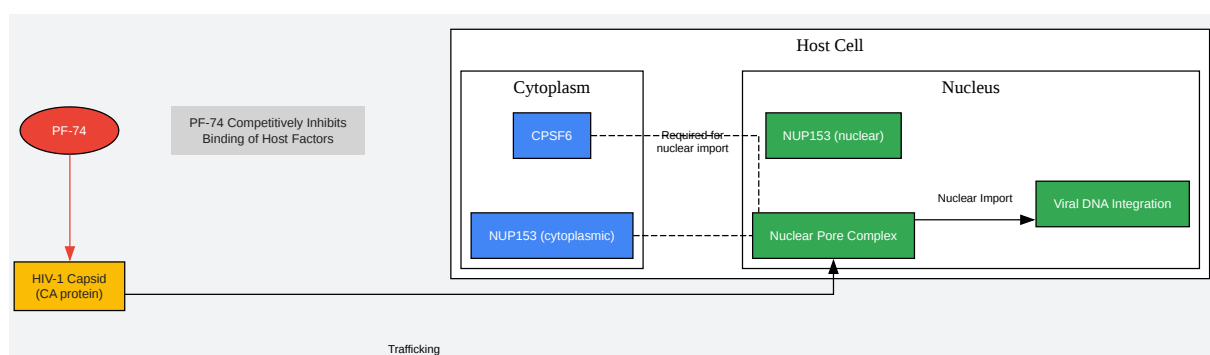 Host Cell
Cytoplasm
Nucleus
PF-74
PF-74 Competitively Inhibits
Binding of Host Factors
CPSF6
Required for
nuclear import
NUP153 (nuclear)
Nuclear Import
Viral DNA Integration
NUP153 (cytoplasmic)
Nuclear Pore Complex
HIV-1 Capsid
(CA protein)
Trafficking